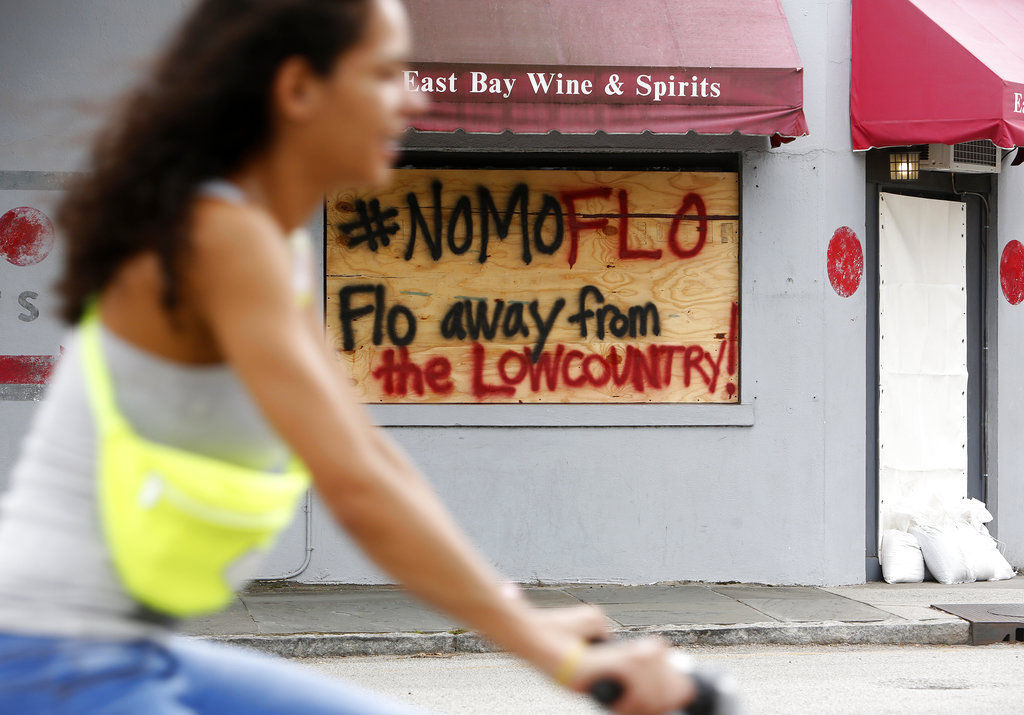 East Bay Wine & Spirits
#NOMOFLO
Flo away from
the LOWCOUNTRY!